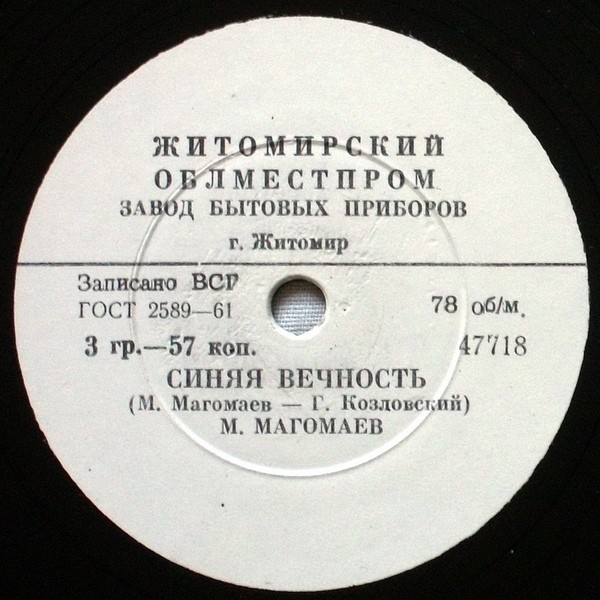 ЖИТОМИРСКИЙ
ОБЛМЕСТПРОМ
ЗАВОД БЫТОВЫХ ПРИБОРОВ
г. Житомир
Записано ВСГ
ГОСТ 2589—61
78 об/м.
3 гр.—57 коп.
47718
СИНЯЯ ВЕЧНОСТЬ
(М. Магомаев — Г. Козловский)
М. МАГОМАЕВ